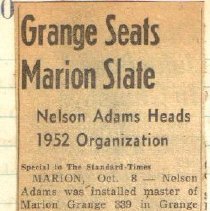 Grange Seats
Marion Slate
Nelson Adams Heads
1952 Organization
Special to The Standard-Times
MARION, Oct. 8 — Nelson
Adams was installed master of
Marion Grange 339 in Grange